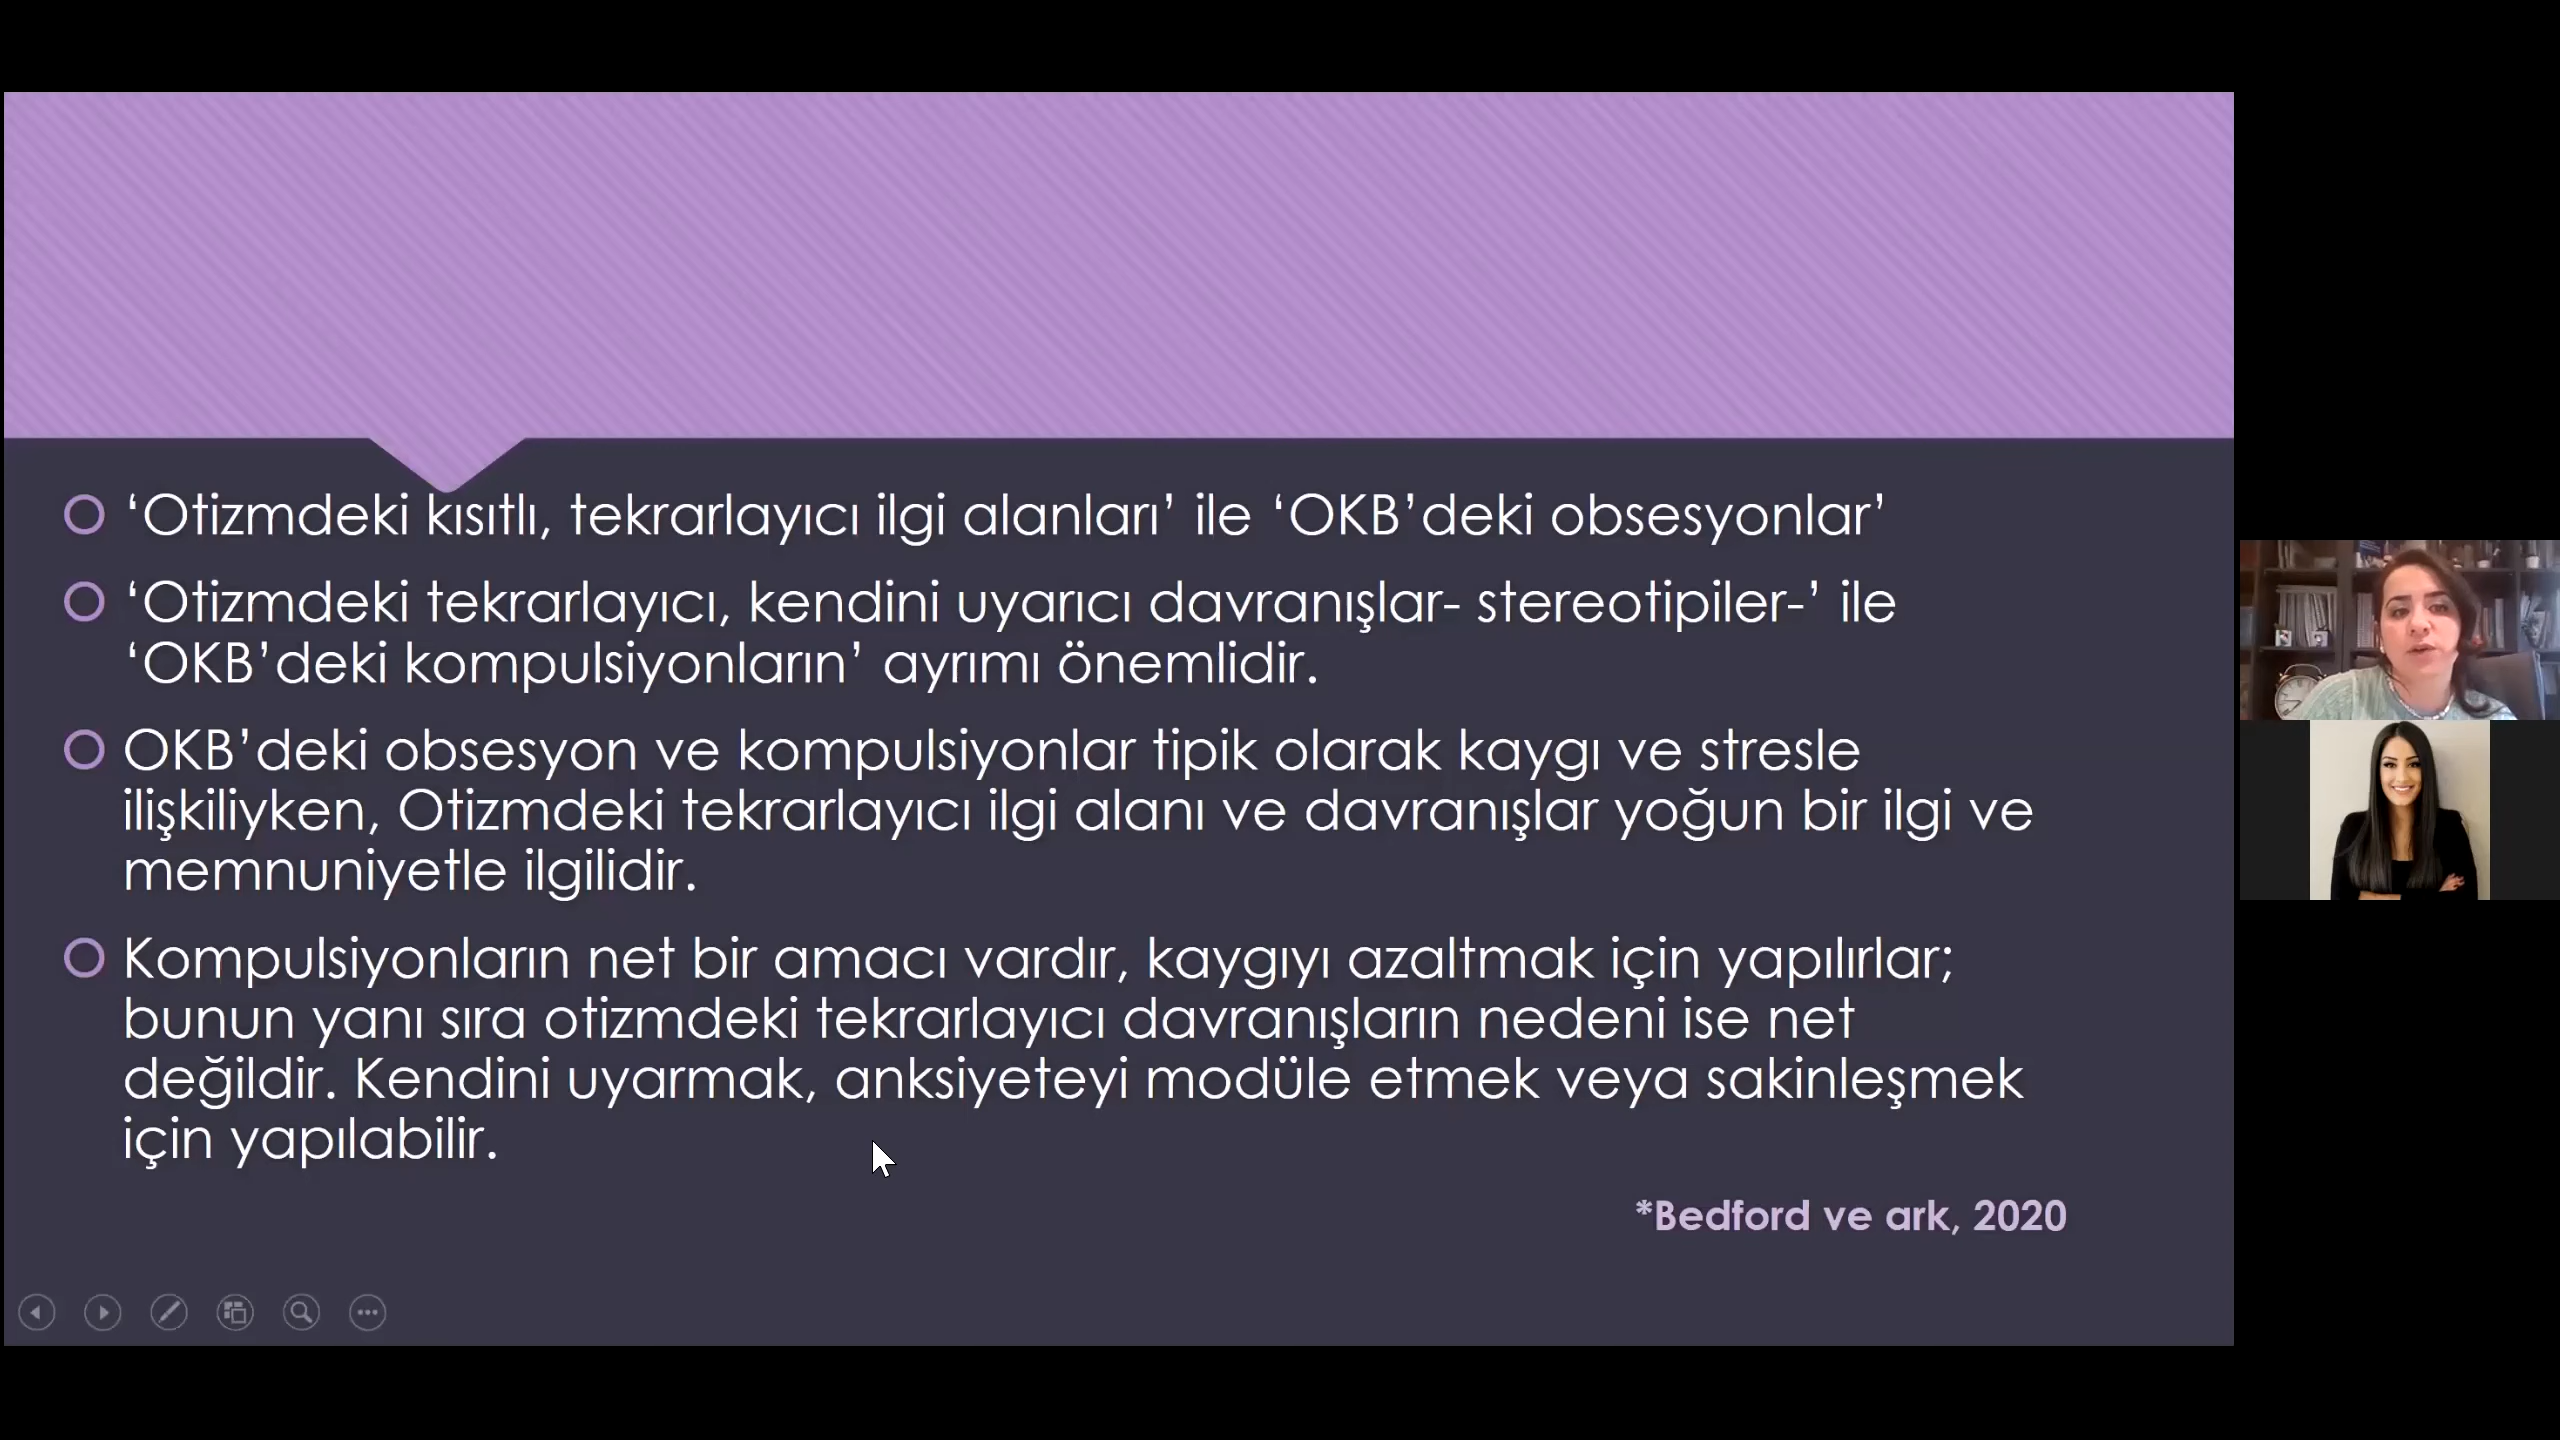 ‘Otizmdeki kısıtlı, tekrarlayıcı ilgi alanları’ ile ‘OKB’deki obsesyonlar’
‘Otizmdeki tekrarlayıcı, kendini uyarıcı davranışlar- stereotipiler-’ ile
‘OKB’deki kompulsiyonların’ ayrımı önemlidir.
OKB’deki obsesyon ve kompulsiyonlar tipik olarak kaygı ve stresle
ilişkiliyken, Otizmdeki tekrarlayıcı ilgi alanı ve davranışlar yoğun bir ilgi ve
memnuniyetle ilgilidir.
Kompulsiyonların net bir amacı vardır, kaygıyı azaltmak için yapılırlar;
bunun yanı sıra otizmdeki tekrarlayıcı davranışların nedeni ise net
değildir. Kendini uyarmak, anksiyeteyi modüle etmek veya sakinleşmek
için yapılabilir.
*Bedford ve ark, 2020